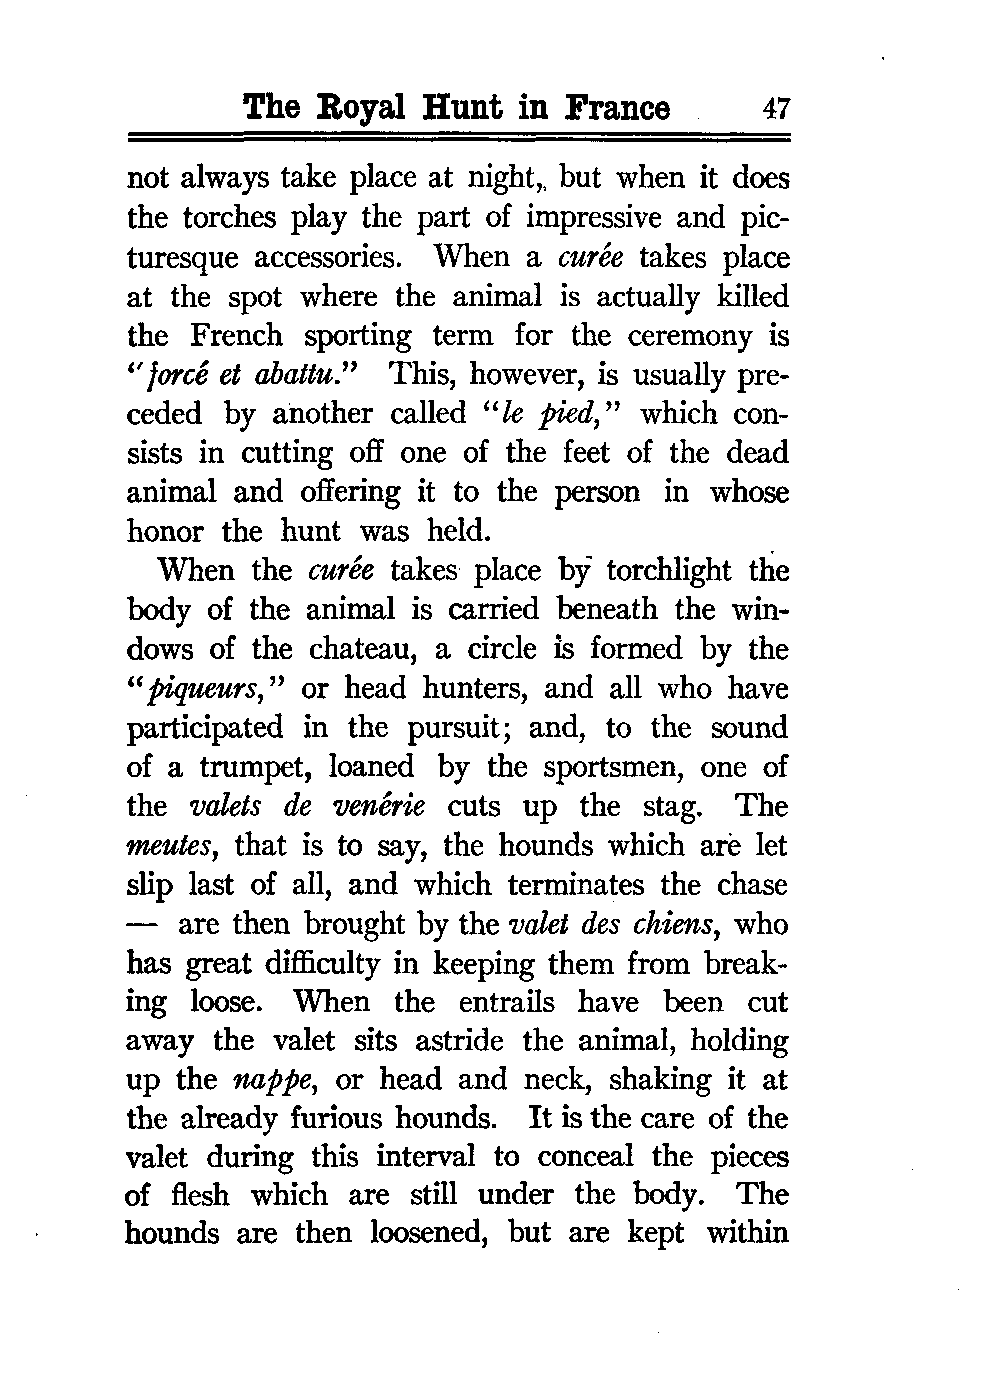 The Royal Hunt in France 47
not always take place at night, but when it does
the torches play the part of impressive and pic-
turesque accessories. When a curée takes place
at the spot where the animal is actually killed
the French sporting term for the ceremony is
“forcé et abattu.” This, however, is usually pre-
ceded by another called “le pied,” which con-
sists in cutting off one of the feet of the dead
animal and offering it to the person in whose
honor the hunt was held.
When the curée takes place by torchlight the
body of the animal is carried beneath the win-
dows of the chateau, a circle is formed by the
“piqueurs,” or head hunters, and all who have
participated in the pursuit; and, to the sound
of a trumpet, loaned by the sportsmen, one of
the valets de venérie cuts up the stag. The
meutes, that is to say, the hounds which are let
slip last of all, and which terminates the chase
— are then brought by the valet des chiens, who
has great difficulty in keeping them from break-
ing loose. When the entrails have been cut
away the valet sits astride the animal, holding
up the nappe, or head and neck, shaking it at
the already furious hounds. It is the care of the
valet during this interval to conceal the pieces
of flesh which are still under the body. The
hounds are then loosened, but are kept within